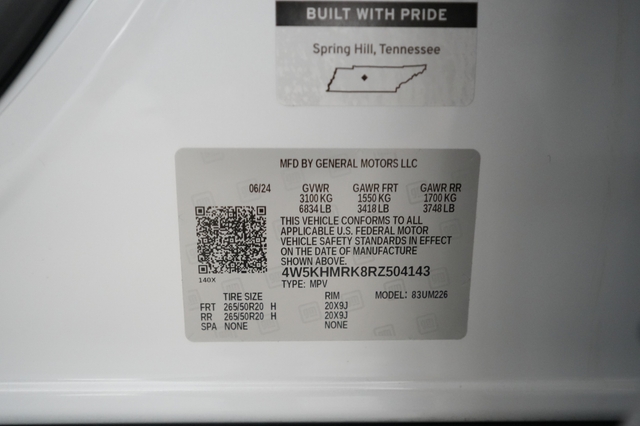 BUILT WITH PRIDE
Spring Hill, Tennessee
MFD BY GENERAL MOTORS LLC
06/24 GVWR GAWR FRT GAWR RR
3100 KG 1550 KG 1700 KG
6834 LB 3418 LB 3748 LB
THIS VEHICLE CONFORMS TO ALL
APPLICABLE U.S. FEDERAL MOTOR
VEHICLE SAFETY STANDARDS IN EFFECT
ON THE DATE OF MANUFACTURE
SHOWN ABOVE.
4W5KHMRK8RZ504143
140X
TYPE: MPV
TIRE SIZE RIM MODEL: 83UM226
FRT 265/50R20 H 20X9J
RR 265/50R20 H 20X9J
SPA NONE NONE